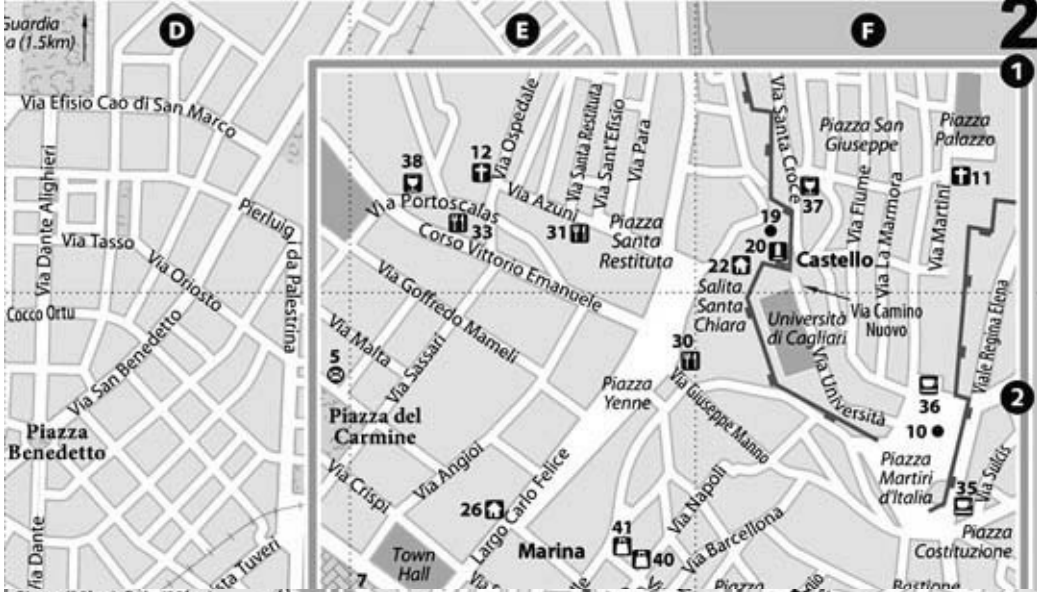 Guardia
a (1.5km)
D
E
F
2
1
Via Efisio Cao di San Marco
Via Ospedale
Via Santa Restituta
Via Sant'Efisio
Via Para
Via Santa Croce
Piazza San
Giuseppe
Piazza
Palazzo
38
12
11
37
Via Dante Alighieri
Pierluig
i da Palestrina
Via Portoscalas
33
Via Azuni
31
Piazza
Santa
Restituta
19
20
Castello
Via Fiume
Via La Marmora
Via Martini
Via Tasso
Via Oriosto
Corso Vittorio Emanuele
22
Salita
Santa
Chiara
Via Goffredo Mameli
Università
di Cagliari
Via Camino
Nuovo
Viale Regina Elena
Cocco Ortu
Via San Benedetto
Via Malta
Via Sassari
5
30
Piazza
Yenne
Via Giuseppe Manno
Via Università
36
2
10
Piazza
Benedetto
Piazza del
Carmine
Piazza
Martiri
d'Italia
Via Sulcis
35
Via Crispi
Via Angioi
Largo Carlo Felice
Via Napoli
Via Barcellona
26
Marina
41
40
Piazza
Costituzione
Via Dante
sta Tuveri
Town
Hall
7
Piazza
Bastione